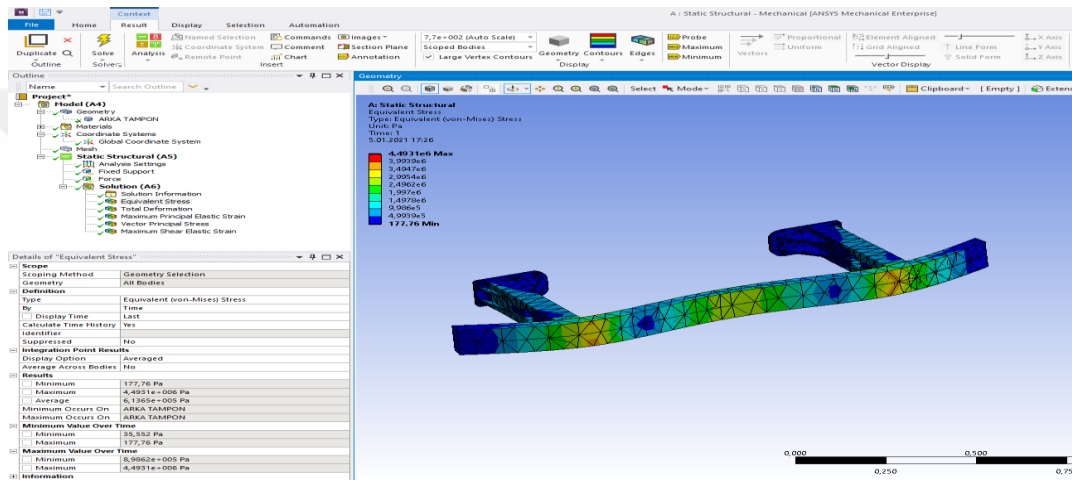 Context
A : Static Structural - Mechanical [ANSYS Mechanical Enterprise]
File Home Result Display Selection Automation
Duplicate
Outline
Solve
Solvers
Analysis
Named Selection
Coordinate System
Remote Point
Commands
Comment
Chart
Images
Section Plane
Annotation
Insert
7,7e+002 (Auto Scale)
Scoped Bodies
Large Vertex Contours
Geometry Contours Edges
Display
Probe
Maximum
Minimum
Vectors
Proportional
Uniform
Element Aligned
Grid Aligned
Line Form
Solid Form
X Axis
Y Axis
Z Axis
Vector Display
Outline
Name Search Outline
Project*
Model (A4)
Geometry
ARKA TAMPON
Materials
Coordinate Systems
Global Coordinate System
Mesh
Static Structural (A5)
Analysis Settings
Fixed Support
Force
Solution (A6)
Solution Information
Equivalent Stress
Total Deformation
Maximum Principal Elastic Strain
Vector Principal Stress
Maximum Shear Elastic Strain
Details of "Equivalent Stress"
Scope
Scoping Method Geometry Selection
Geometry All Bodies
Definition
Type Equivalent (von-Mises) Stress
By Time
Display Time Last
Calculate Time History Yes
Identifier
Suppressed No
Integration Point Results
Display Option Averaged
Average Across Bodies No
Results
Minimum 177,76 Pa
Maximum 4,4931e+006 Pa
Average 6,1365e+005 Pa
Minimum Occurs On ARKA TAMPON
Maximum Occurs On ARKA TAMPON
Minimum Value Over Time
Minimum 35,552 Pa
Maximum 177,76 Pa
Maximum Value Over Time
Minimum 8,9862e+005 Pa
Maximum 4,4931e+006 Pa
Information
Geometry
Select Mode Clipboard [ Empty ] Extend
A: Static Structural
Equivalent Stress
Type: Equivalent (von-Mises) Stress
Unit: Pa
Time: 1
5.01.2021 17:26
4,4931e6 Max
3,9939e6
3,4947e6
2,9954e6
2,4962e6
1,997e6
1,4978e6
9,986e5
4,9939e5
177,76 Min
0,000 0,500
0,250 0,75